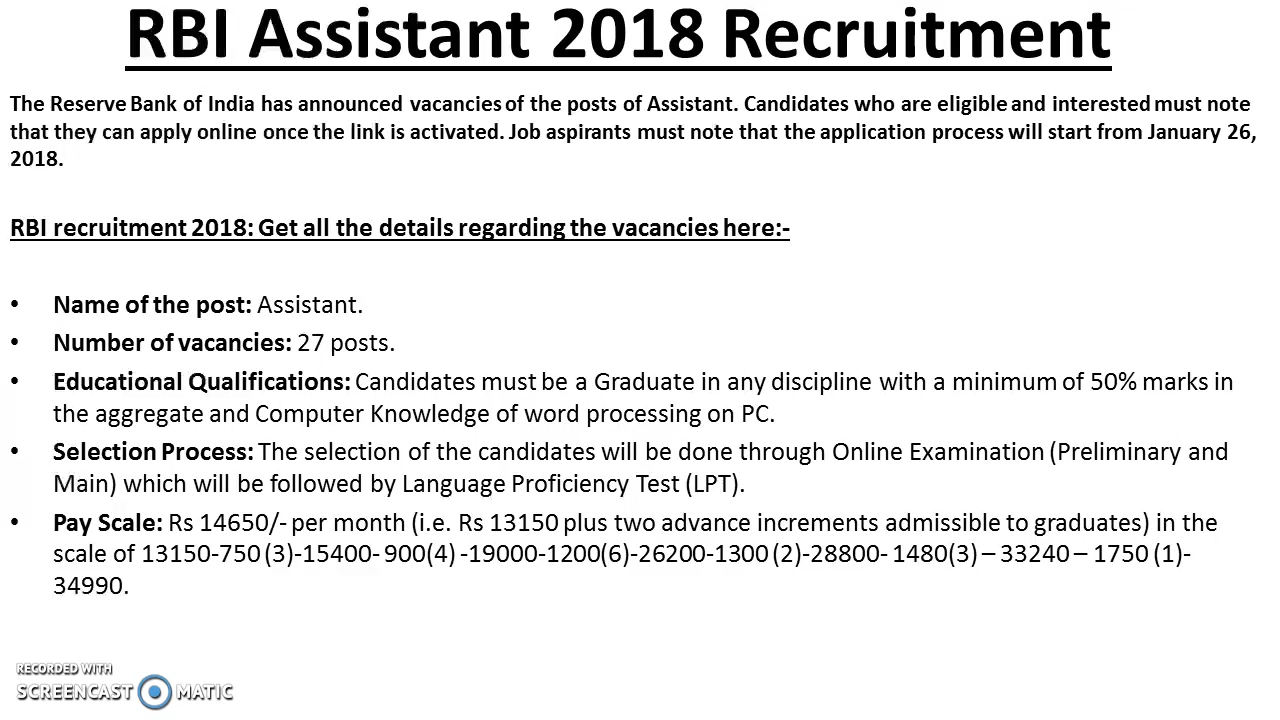 RBI Assistant 2018 Recruitment
The Reserve Bank of India has announced vacancies of the posts of Assistant. Candidates who are eligible and interested must note
that they can apply online once the link is activated. Job aspirants must note that the application process will start from January 26,
2018.
RBI recruitment 2018: Get all the details regarding the vacancies here:-
• Name of the post: Assistant.
• Number of vacancies: 27 posts.
• Educational Qualifications: Candidates must be a Graduate in any discipline with a minimum of 50% marks in
the aggregate and Computer Knowledge of word processing on PC.
• Selection Process: The selection of the candidates will be done through Online Examination (Preliminary and
Main) which will be followed by Language Proficiency Test (LPT).
• Pay Scale: Rs 14650/- per month (i.e. Rs 13150 plus two advance increments admissible to graduates) in the
scale of 13150-750 (3)-15400- 900(4) -19000-1200(6)-26200-1300 (2)-28800- 1480(3) – 33240 – 1750 (1)-
34990.
RECORDED WITH
SCREENCAST MATIC